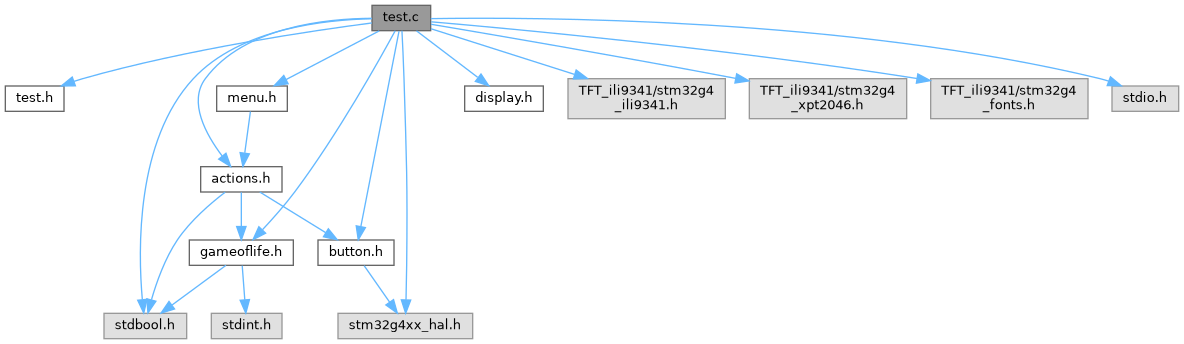 test.c
test.h
menu.h
display.h
TFT_ili9341/stm32g4
_ili9341.h
TFT_ili9341/stm32g4
_xpt2046.h
TFT_ili9341/stm32g4
_fonts.h
stdio.h
actions.h
gameoflife.h
button.h
stdbool.h
stdint.h
stm32g4xx_hal.h